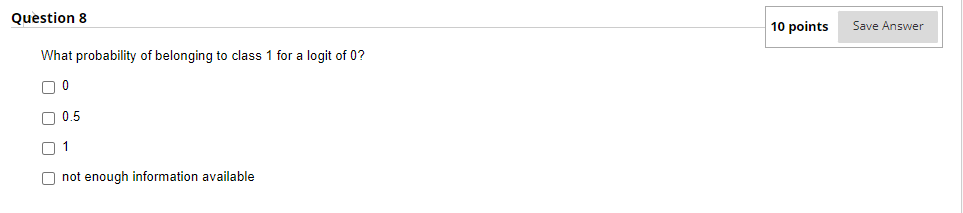 Question 8
10 points
Save Answer
What probability of belonging to class 1 for a logit of 0?
0
0.5
1
not enough information available